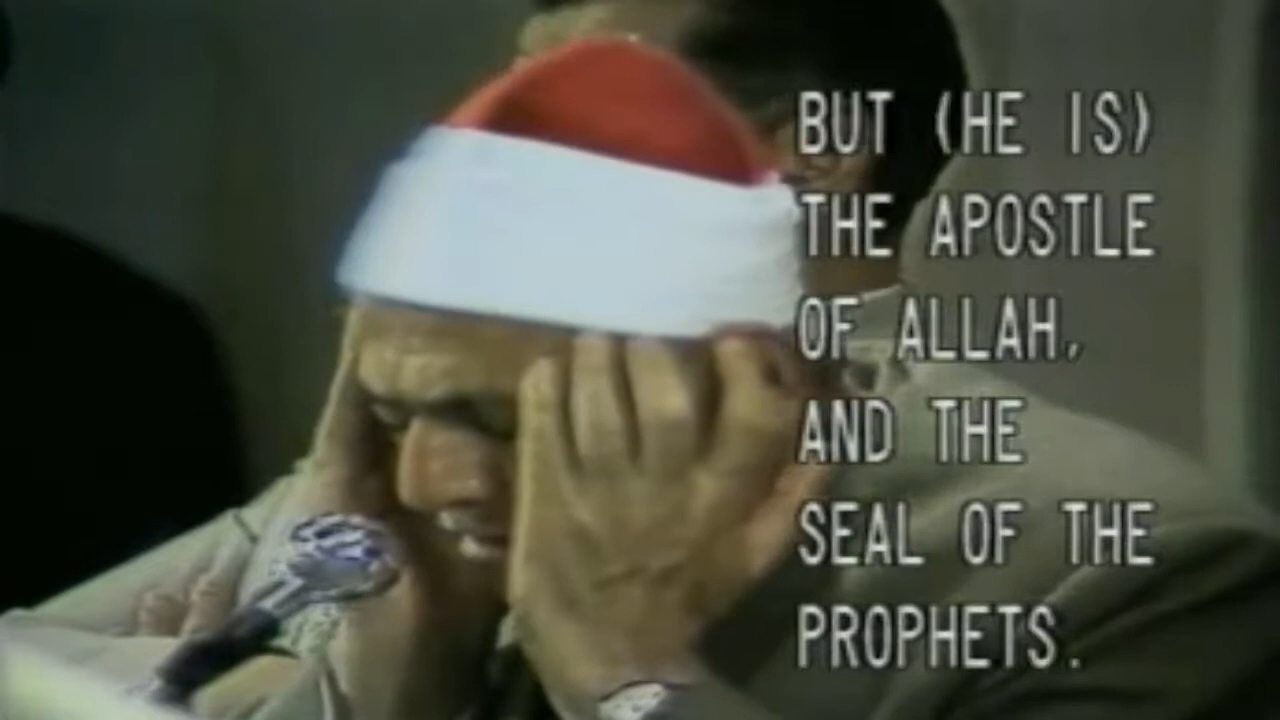 BUT (HE IS)
THE APOSTLE
OF ALLAH,
AND THE
SEAL OF THE
PROPHETS.